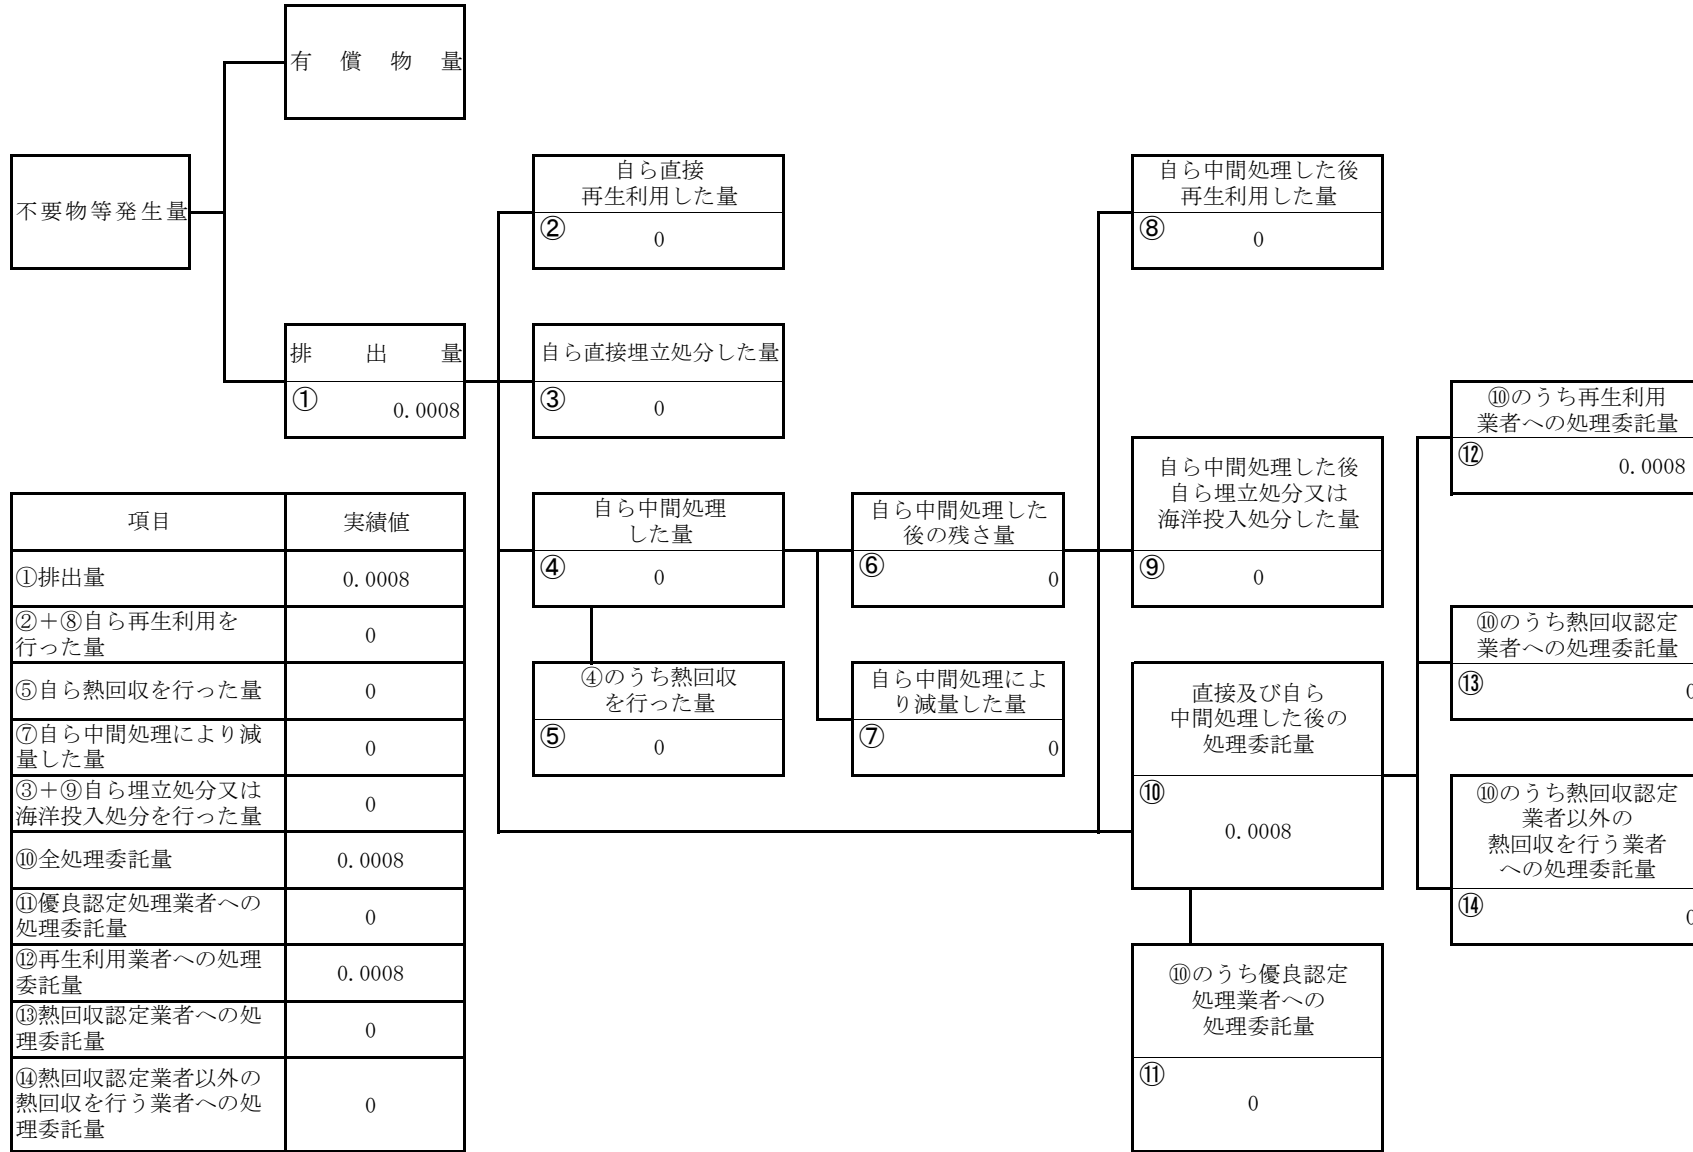 有償物量
不要物等発生量
自ら直接
再生利用した量
② 0
自ら中間処理した後
再生利用した量
⑧ 0
排出量
① 0.0008
自ら直接埋立処分した量
③ 0
⑩のうち再生利用
業者への処理委託量
⑫ 0.0008
自ら中間処理
した量
④ 0
自ら中間処理した
後の残さ量
⑥ 0
自ら中間処理した後
自ら埋立処分又は
海洋投入処分した量
⑨ 0
④のうち熱回収
を行った量
⑤ 0
自ら中間処理によ
り減量した量
⑦ 0
直接及び自ら
中間処理した後の
処理委託量
⑩
0.0008
⑩のうち熱回収認定
業者への処理委託量
⑬ 0
⑩のうち熱回収認定
業者以外の
熱回収を行う業者
への処理委託量
⑭ 0
⑩のうち優良認定
処理業者への
処理委託量
⑪
0
項目 実績値
①排出量 0.0008
②＋⑧自ら再生利用を
行った量 0
⑤自ら熱回収を行った量 0
⑦自ら中間処理により減
量した量 0
③＋⑨自ら埋立処分又は
海洋投入処分を行った量 0
⑩全処理委託量 0.0008
⑪優良認定処理業者への
処理委託量 0
⑫再生利用業者への処理
委託量 0.0008
⑬熱回収認定業者への処
理委託量 0
⑭熱回収認定業者以外の
熱回収を行う業者への処
理委託量 0